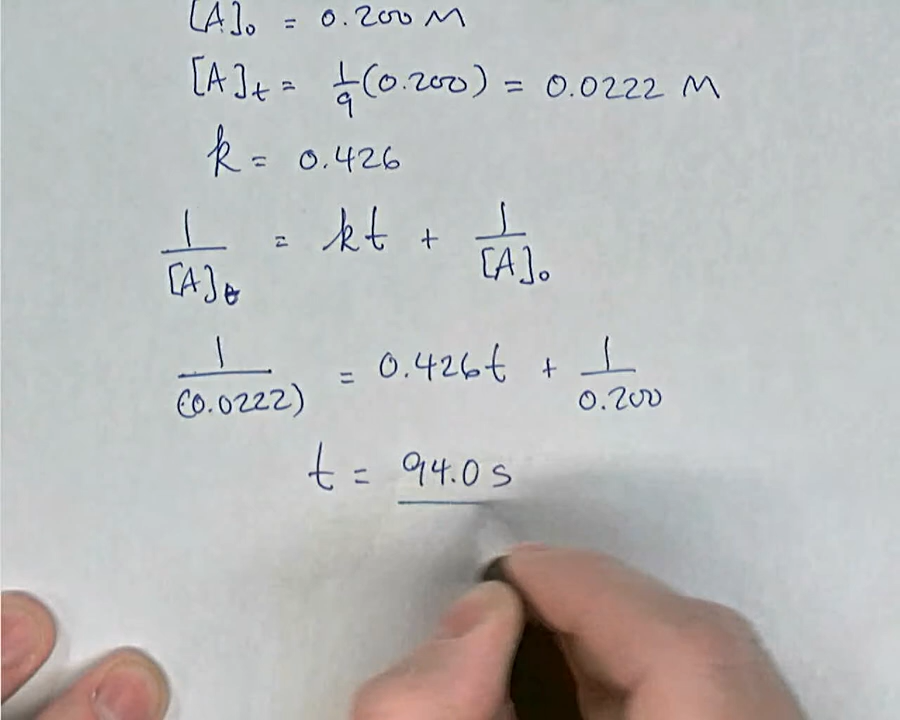 [A]₀ = 0.200 M
[A]t = 1/9 (0.200) = 0.0222 M
k = 0.426
1/[A]t = kt + 1/[A]₀
1/(0.0222) = 0.426t + 1/0.200
t = 94.0 s